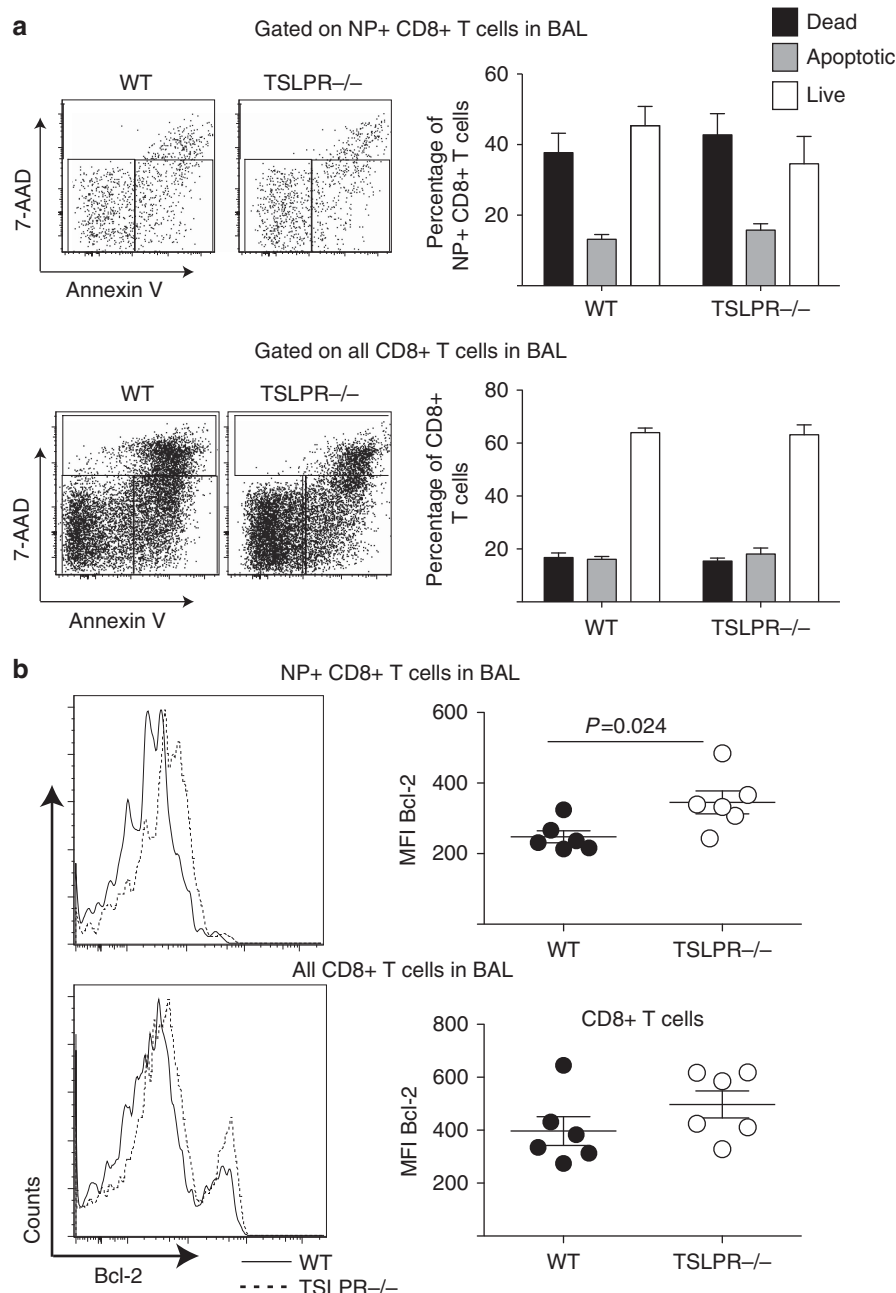 a
Gated on NP+ CD8+ T cells in BAL
Dead
Apoptotic
Live
WT
TSLPR–/–
7-AAD
Annexin V
Percentage of
NP+ CD8+ T cells
60
40
20
WT
TSLPR–/–
Gated on all CD8+ T cells in BAL
WT
TSLPR–/–
7-AAD
Annexin V
Percentage of CD8+
T cells
80
60
40
20
WT
TSLPR–/–
b
NP+ CD8+ T cells in BAL
MFI Bcl-2
600
400
200
P=0.024
WT
TSLPR–/–
All CD8+ T cells in BAL
CD8+ T cells
MFI Bcl-2
800
600
400
200
WT
TSLPR–/–
Counts
Bcl-2
WT
TSLPR–/–